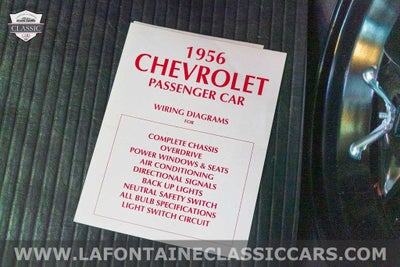 CLASSIC
1956
CHEVROLET
PASSENGER CAR
WIRING DIAGRAMS
FOR
COMPLETE CHASSIS
OVERDRIVE
POWER WINDOWS & SEATS
AIR CONDITIONING
DIRECTIONAL SIGNALS
BACK UP LIGHTS
NEUTRAL SAFETY SWITCH
ALL BULB SPECIFICATIONS
LIGHT SWITCH CIRCUIT
WWW.LAFONTAINECLASSICCARS.COM